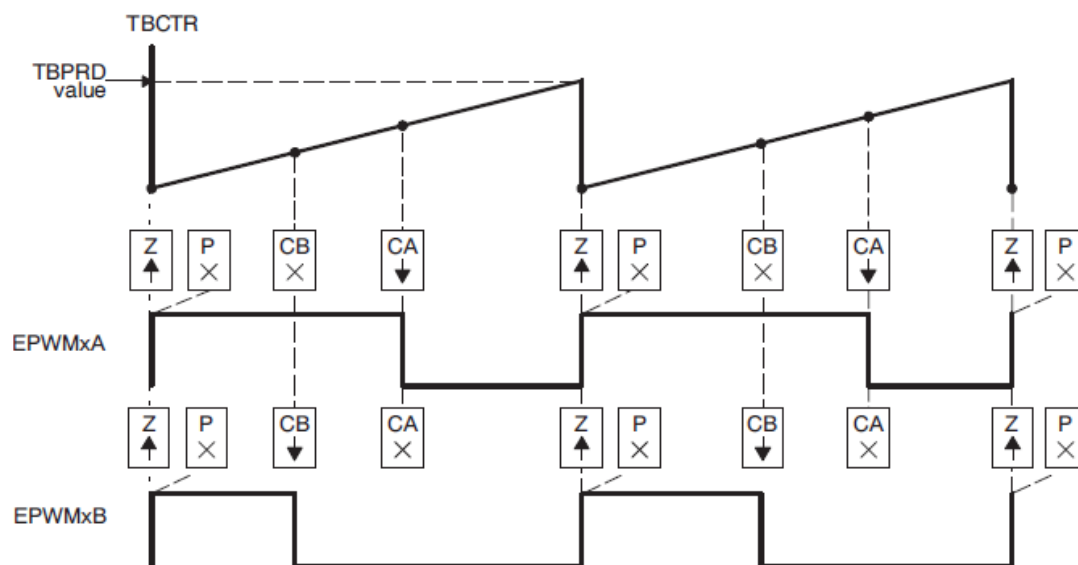 TBCTR
TBPRD
value
Z P CB CA Z P CB CA Z P
EPWMxA
Z P CB CA Z P CB CA Z P
EPWMxB